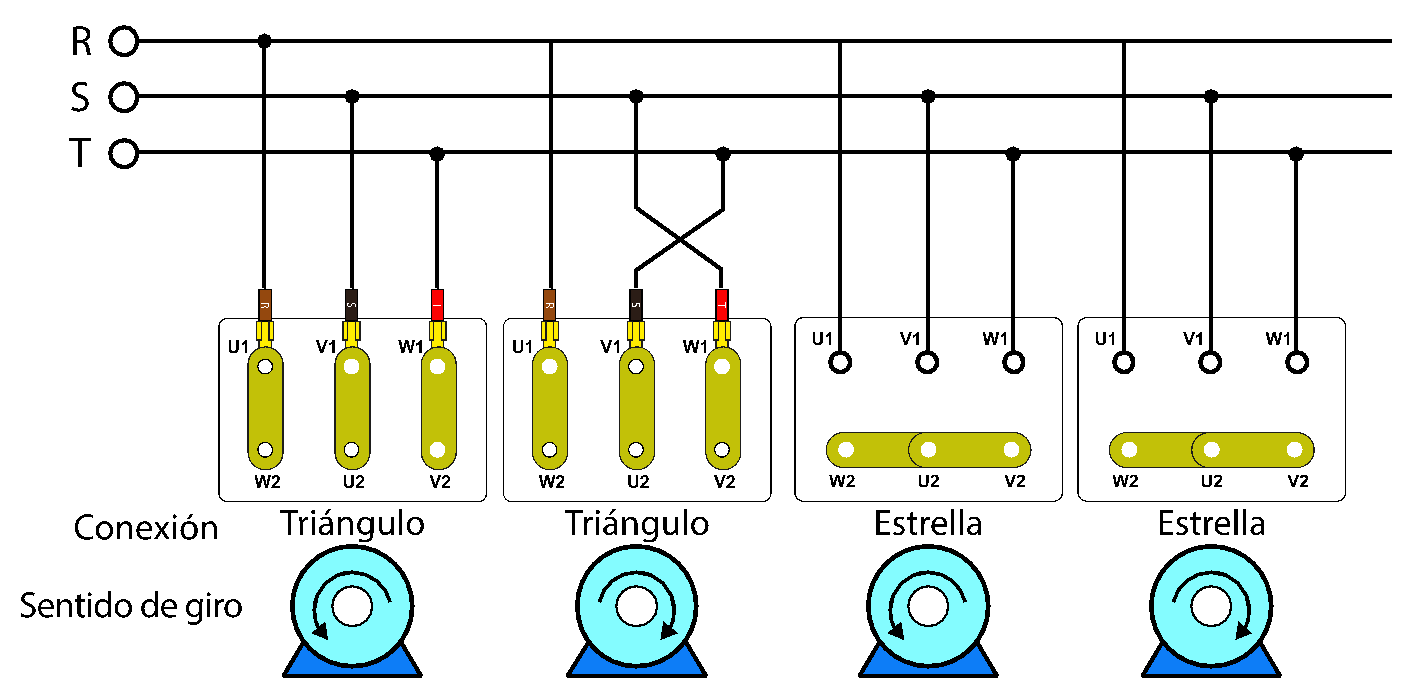 R
S
T
R S I R S T
U1 V1 W1 U1 V1 W1 U1 V1 W1 U1 V1 W1
W2 U2 V2 W2 U2 V2 W2 U2 V2 W2 U2 V2
Conexión Triángulo Triángulo Estrella Estrella
Sentido de giro